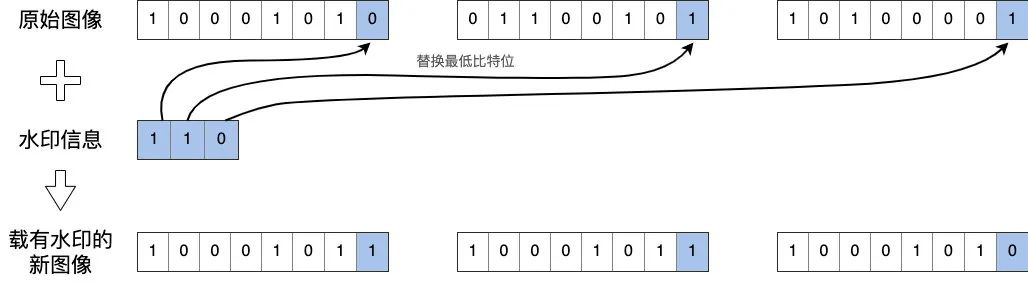 原始图像
1 0 0 0 1 0 1 0
0 1 1 0 0 1 0 1
1 0 1 0 0 0 0 1
替换最低比特位
水印信息
1 1 0
载有水印的
新图像
1 0 0 0 1 0 1 1
1 0 0 0 1 0 1 1
1 0 0 0 1 0 1 0